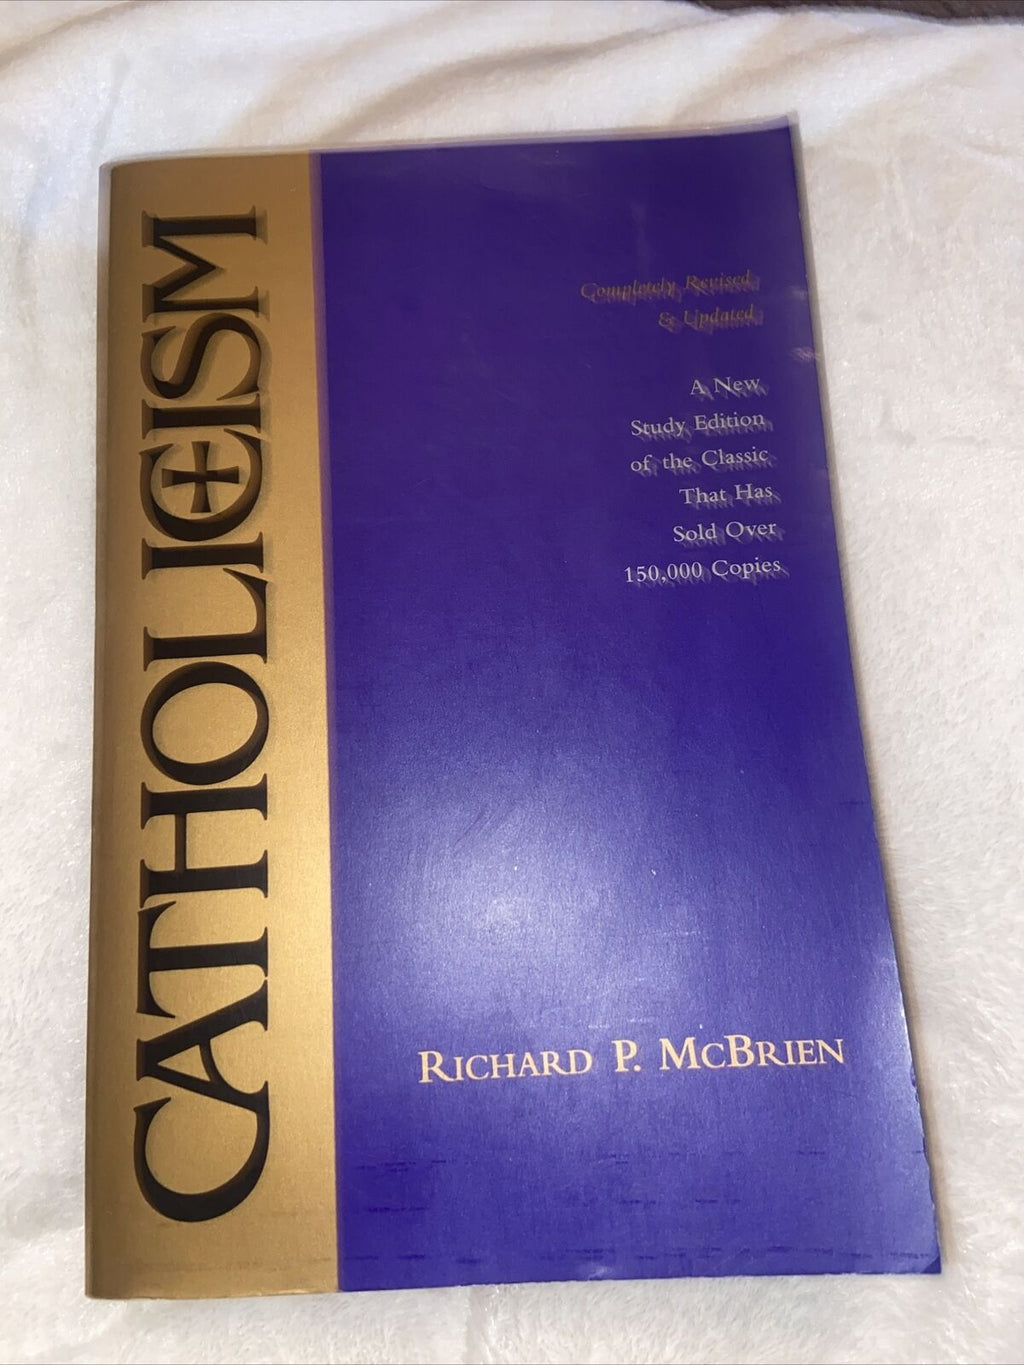 CATHOLICISM
Completely Revised
& Updated
A New
Study Edition
of the Classic
That Has
Sold Over
150,000 Copies
RICHARD P. MCBRIEN